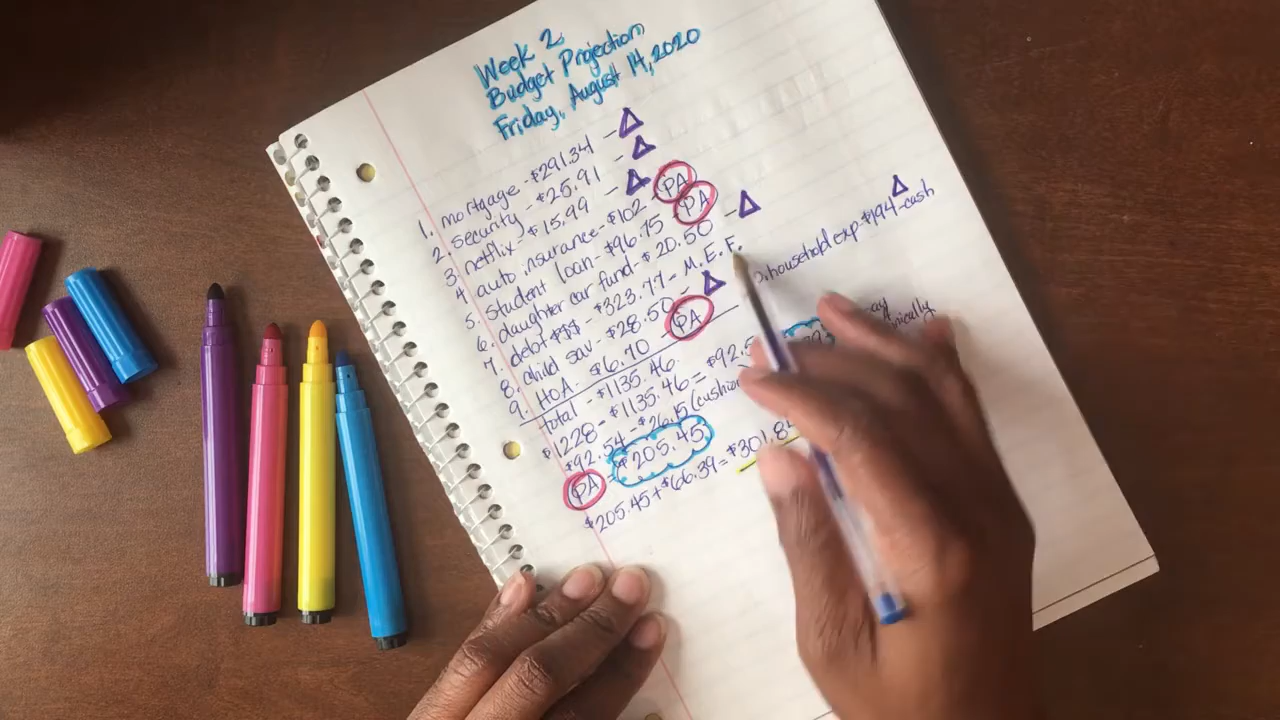 Week 2
Budget Projection
Friday, August 14, 2020
1. mortgage - $291.34 -
2. security - $25.91 -
3. netflix - $15.99 -
4. auto insurance - $102 PA
5. student loan - $96.75 PA
6. daughter car fund - $20.50 -
7. debt $$$ - $323.77 - M.E.F.
8. child sav - $28.50 -
9. HOA - $6.70 - PA
household exp $194 - cash
total - $1135.46
$1228 - $1135.46 = $92.5
$92.54 - $26.15 (cushion
PA = $205.45
$205.45 + $66.39 = $301.84